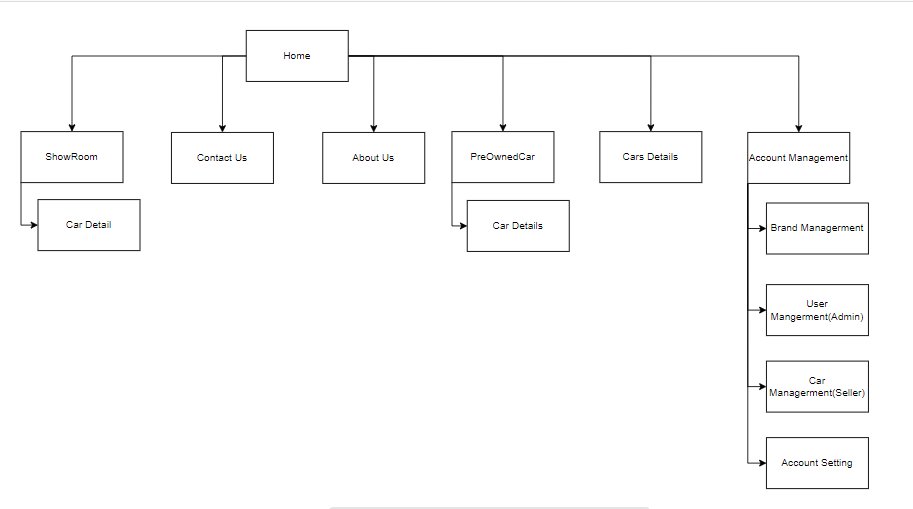 Home
ShowRoom
Contact Us
About Us
PreOwnedCar
Cars Details
Account Management
Car Detail
Car Details
Brand Managerment
User
Mangerment(Admin)
Car
Managerment(Seller)
Account Setting